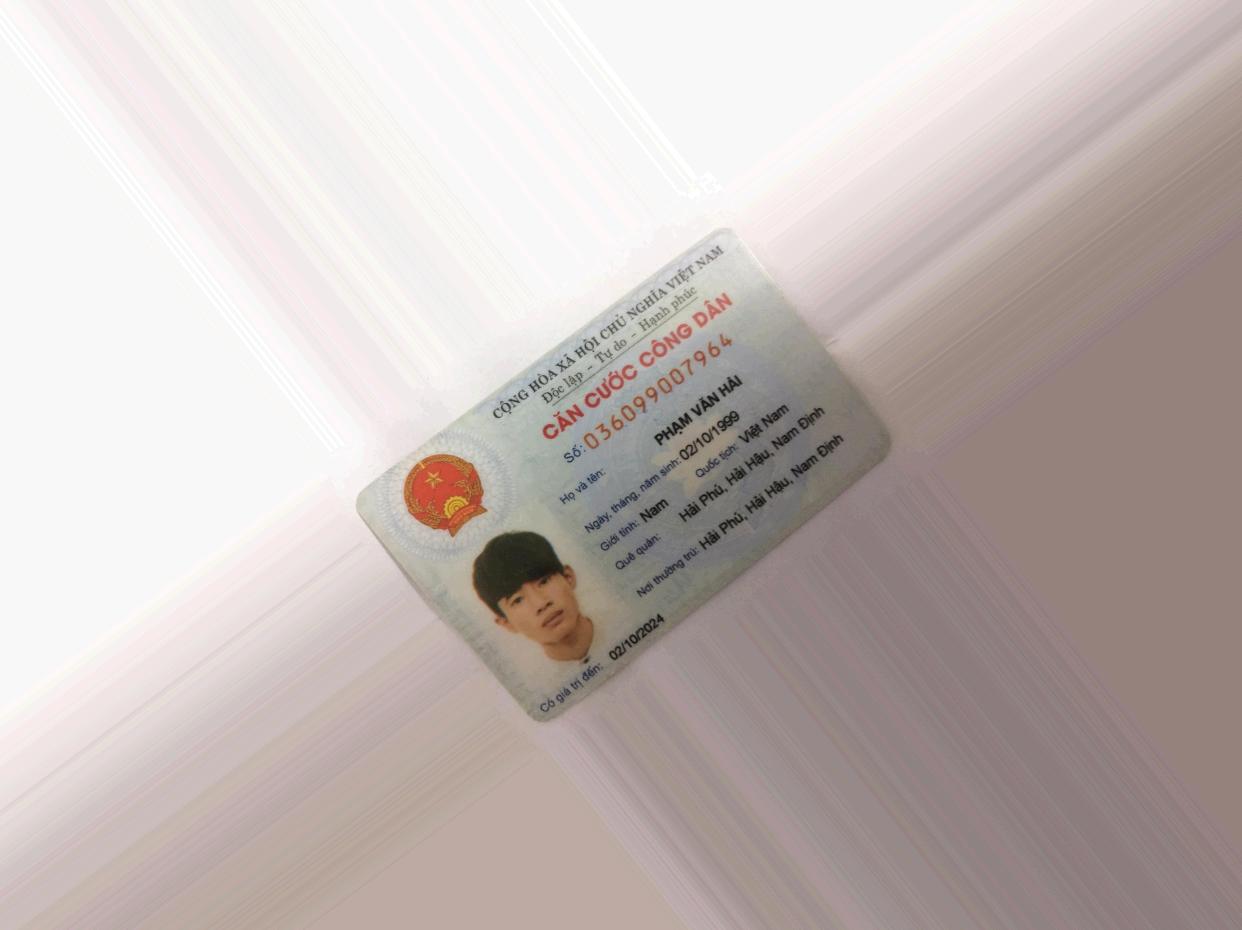 CỘNG HÒA XÃ HỘI CHỦ NGHĨA VIỆT NAM
Độc lập - Tự do - Hạnh phúc
CĂN CƯỚC CÔNG DÂN
Số: 036099007964
Họ và tên: PHẠM VĂN HẢI
Ngày, tháng, năm sinh: 02/10/1999
Giới tính: Nam Quốc tịch: Việt Nam
Quê quán: Hải Phú, Hải Hậu, Nam Định
Nơi thường trú: Hải Phú, Hải Hậu, Nam Định
Có giá trị đến: 02/10/2024